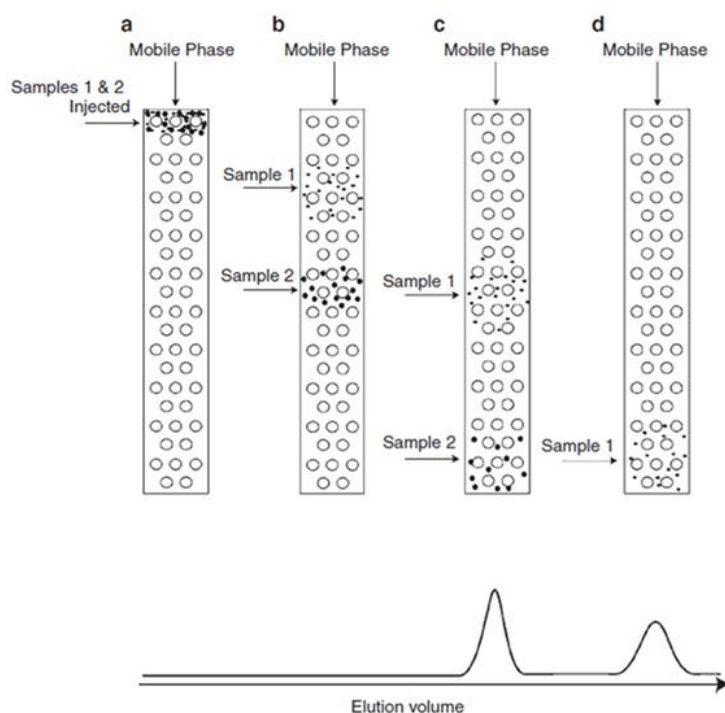 a
b
c
d
Mobile Phase
Mobile Phase
Mobile Phase
Mobile Phase
Samples 1 & 2
Injected
Sample 1
Sample 2
Sample 1
Sample 2
Sample 1
Elution volume